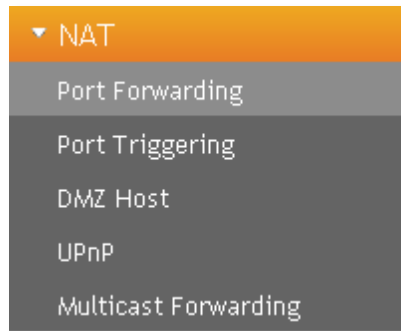 NAT
Port Forwarding
Port Triggering
DMZ Host
UPnP
Multicast Forwarding